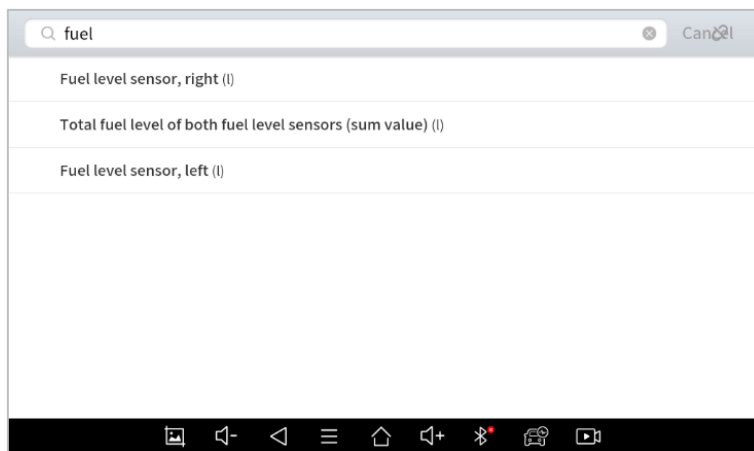 fuel
Cancel
Fuel level sensor, right (l)
Total fuel level of both fuel level sensors (sum value) (l)
Fuel level sensor, left (l)